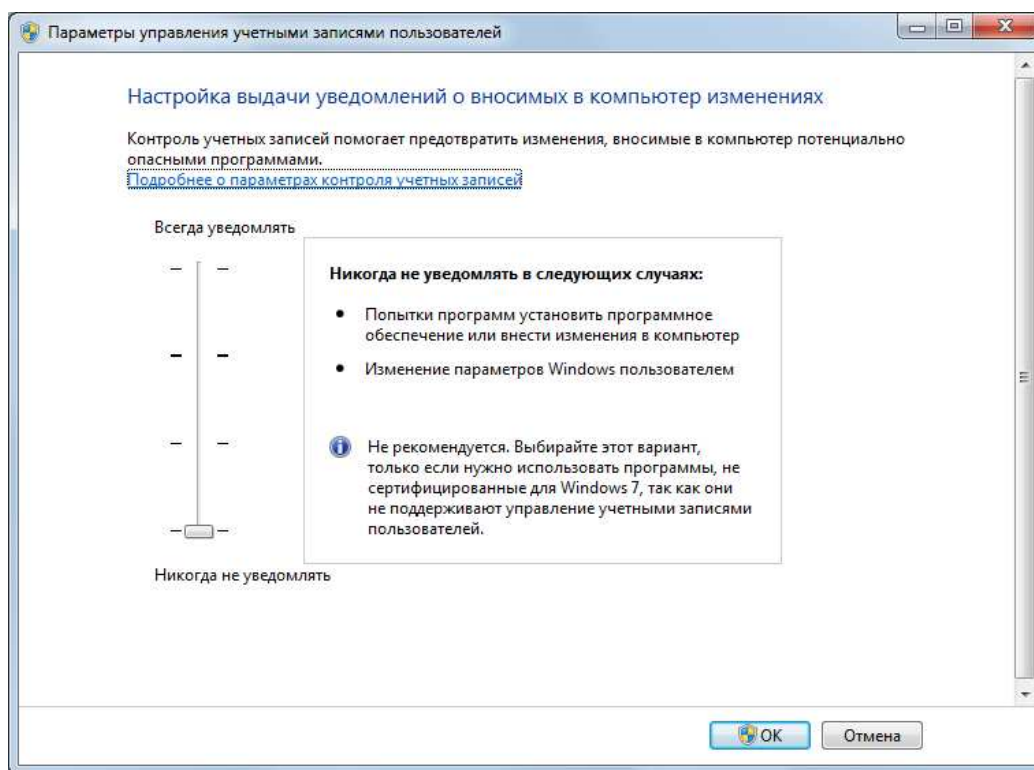 Параметры управления учетными записями пользователей
Настройка выдачи уведомлений о вносимых в компьютер изменениях
Контроль учетных записей помогает предотвратить изменения, вносимые в компьютер потенциально
опасными программами.
Подробнее о параметрах контроля учетных записей
Всегда уведомлять
Никогда не уведомлять в следующих случаях:
Попытки программ установить программное
обеспечение или внести изменения в компьютер
Изменение параметров Windows пользователем
Не рекомендуется. Выбирайте этот вариант,
только если нужно использовать программы, не
сертифицированные для Windows 7, так как они
не поддерживают управление учетными записями
пользователей.
Никогда не уведомлять
ОК
Отмена